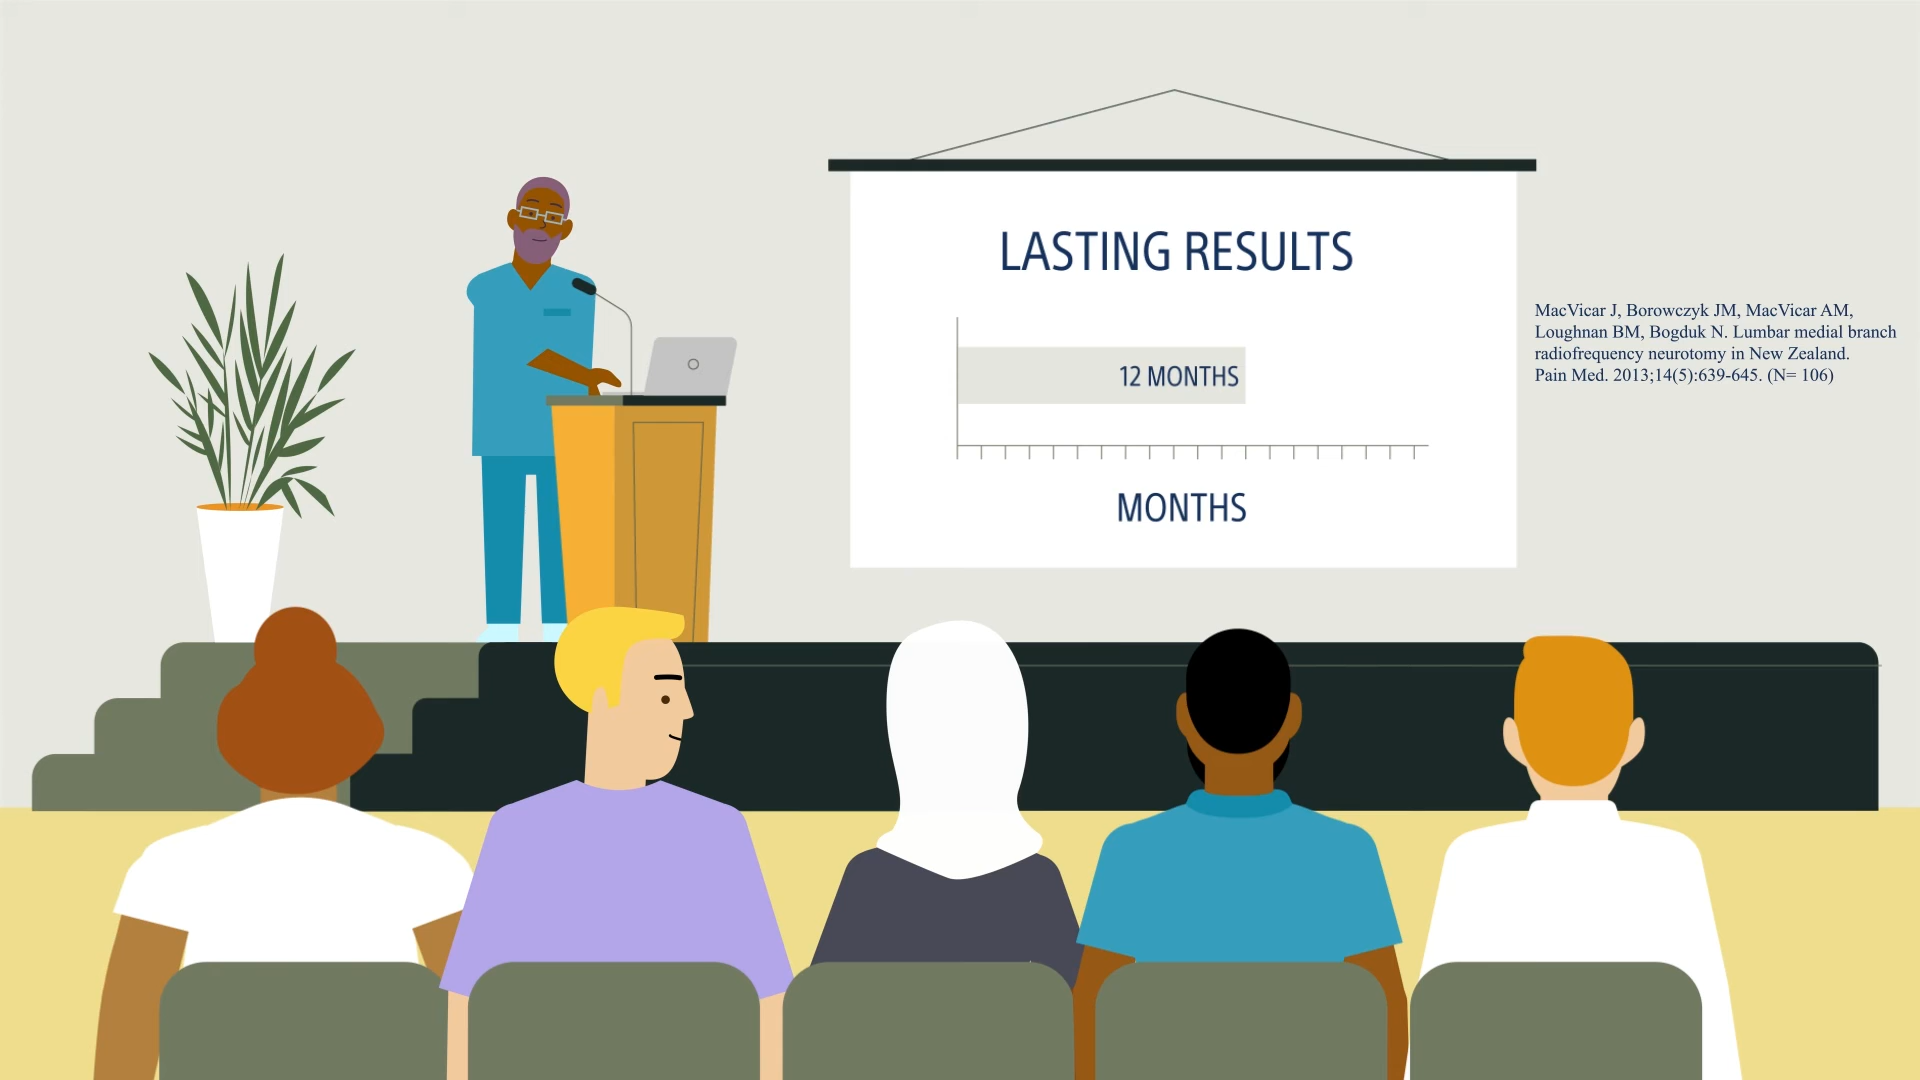 LASTING RESULTS
12 MONTHS
MONTHS
MacVicar J, Borowczyk JM, MacVicar AM,
Loughnan BM, Bogduk N. Lumbar medial branch
radiofrequency neurotomy in New Zealand.
Pain Med. 2013;14(5):639-645. (N= 106)